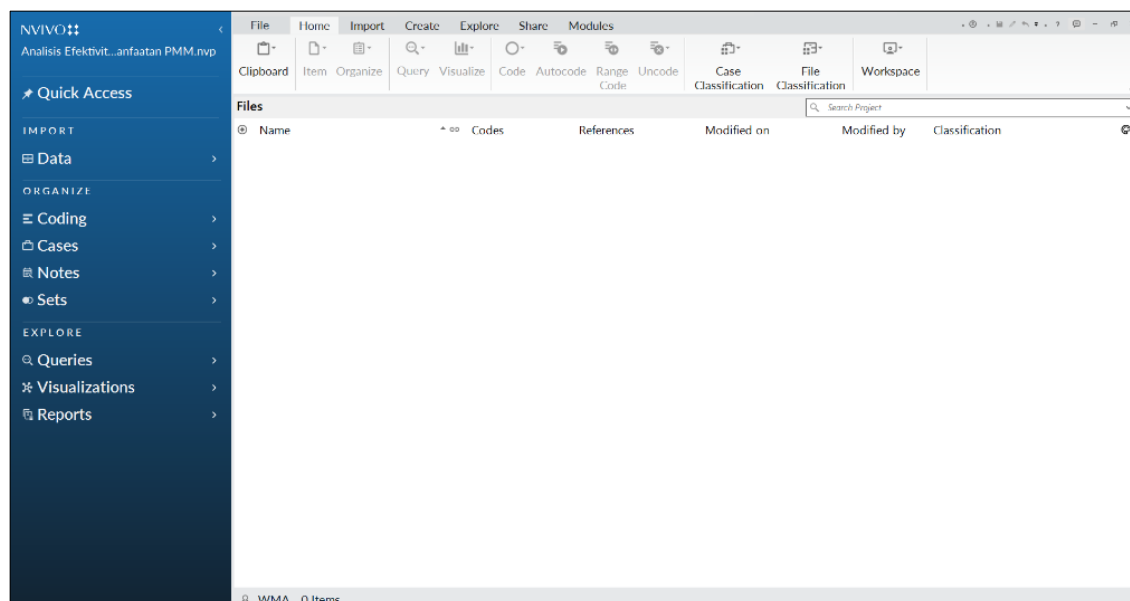 NVIVO
Analisis Efektivit...anfaatan PMM.nvp
Quick Access
IMPORT
Data
ORGANIZE
Coding
Cases
Notes
Sets
EXPLORE
Queries
Visualizations
Reports
File Home Import Create Explore Share Modules
Clipboard Item Organize Query Visualize Code Autocode Range Code Uncode Case Classification File Classification Workspace
Files
Search Project
Name Codes References Modified on Modified by Classification
WMA 0 Items